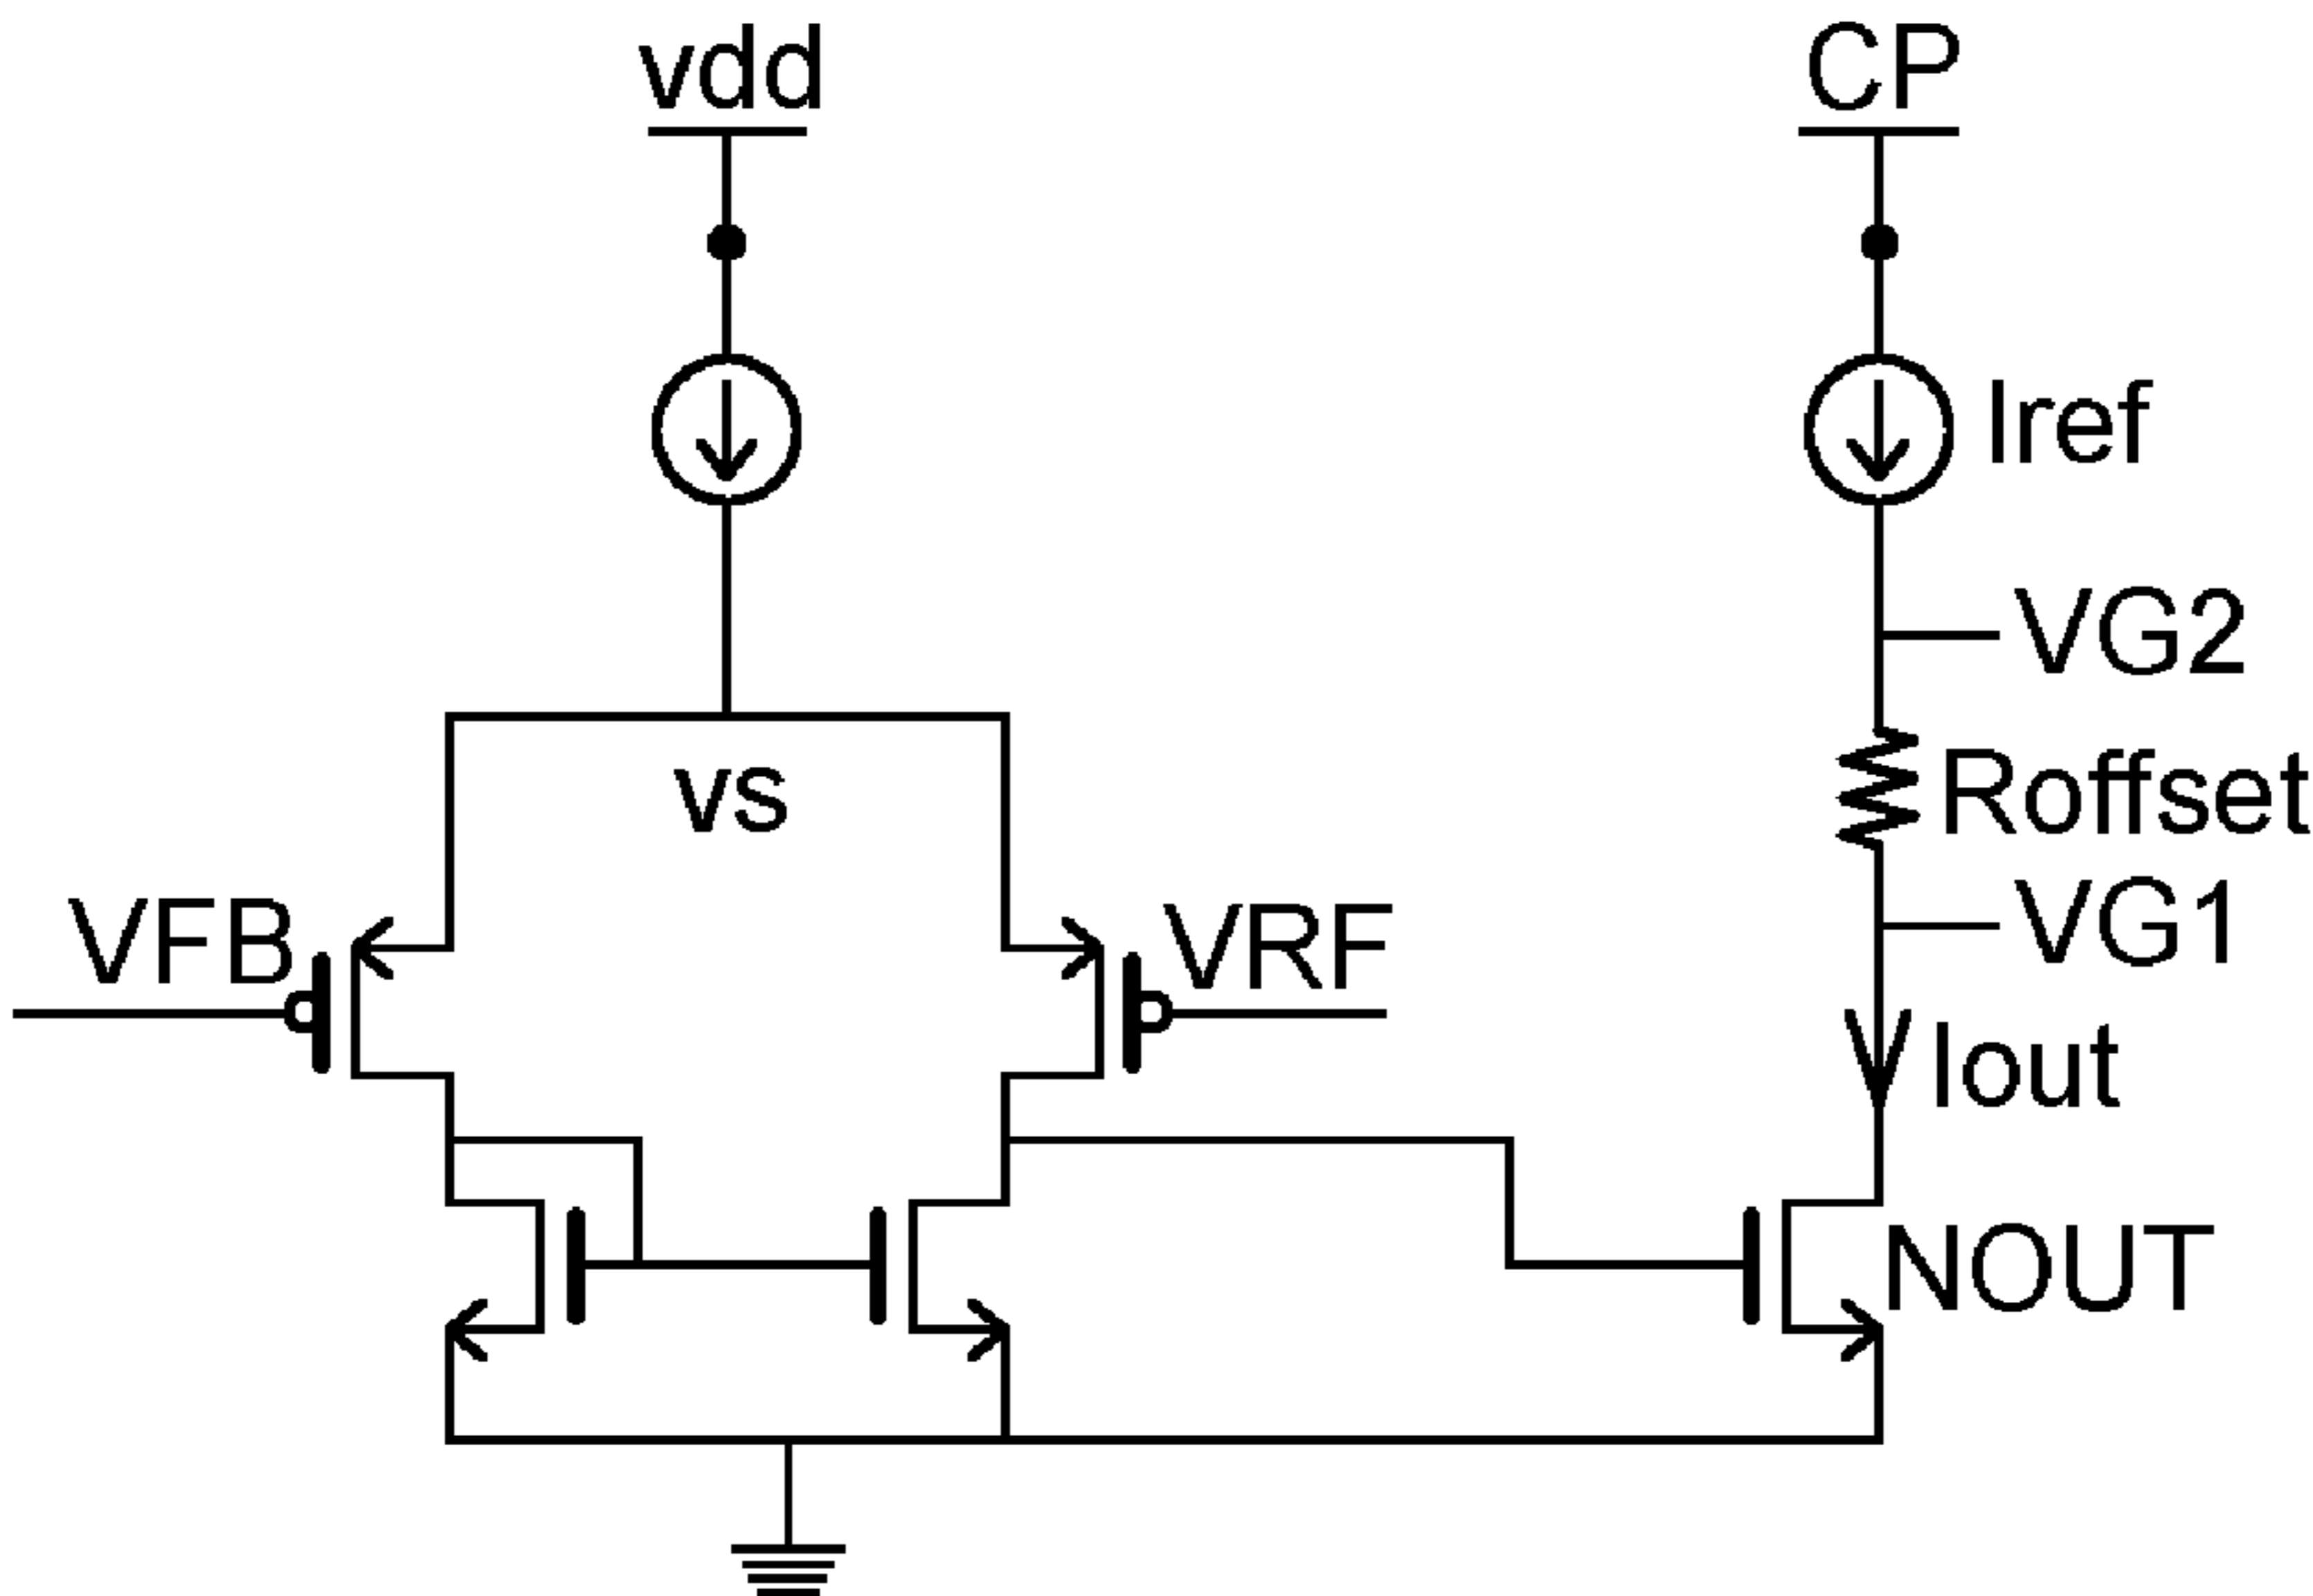 vdd
CP
Iref
VG2
vs
Roffset
VFB
VRF
VG1
Iout
NOUT